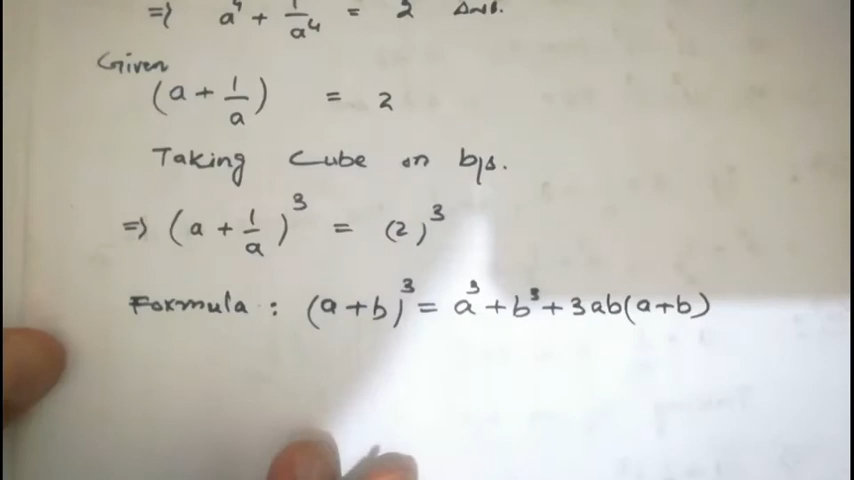 => a⁴ + 1/a⁴ = 2 Ans.
Given
(a + 1/a) = 2
Taking Cube on b/s.
=> (a + 1/a)³ = (2)³
Formula : (a + b)³ = a³ + b³ + 3ab(a+b)